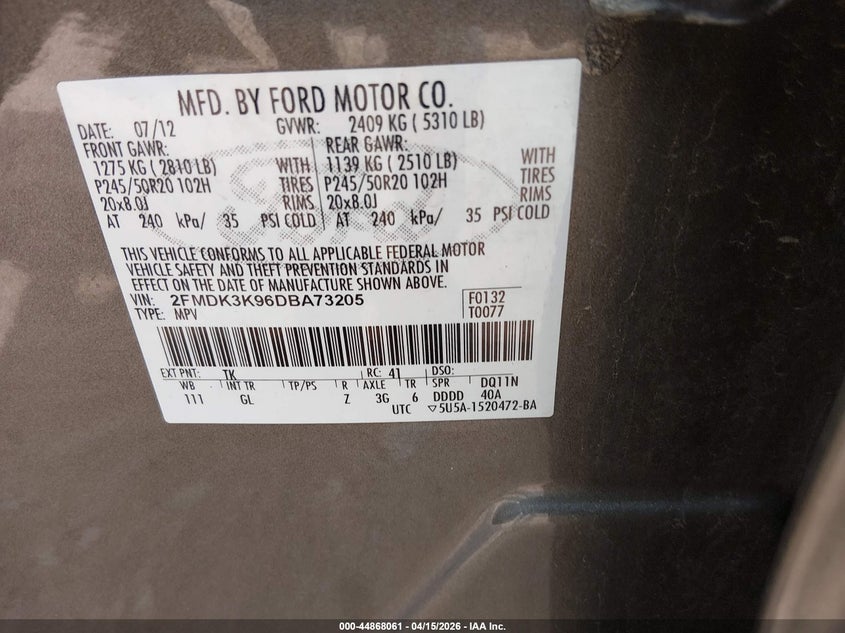 MFD. BY FORD MOTOR CO.
DATE: 07/12 GVWR: 2409 KG ( 5310 LB)
FRONT GAWR: REAR GAWR:
1275 KG ( 2810 LB) WITH 1139 KG ( 2510 LB) WITH
P245/50R20 102H TIRES P245/50R20 102H TIRES
20x8.0J RIMS 20x8.0J RIMS
AT 240 kPa/ 35 PSI COLD AT 240 kPa/ 35 PSI COLD
Ford
THIS VEHICLE CONFORMS TO ALL APPLICABLE FEDERAL MOTOR
VEHICLE SAFETY AND THEFT PREVENTION STANDARDS IN
EFFECT ON THE DATE OF MANUFACTURE SHOWN ABOVE.
VIN: 2FMDK3K96DBA73205 F0132
TYPE: MPV T0077
EXT PNT: TK RC: 41 DSO:
WB INT TR TP/PS R AXLE TR SPR DQ11N
111 GL Z 3G 6 DDDD 40A
UTC ▽5U5A-1520472-BA
000-44868061 - 04/15/2026 - IAA Inc.